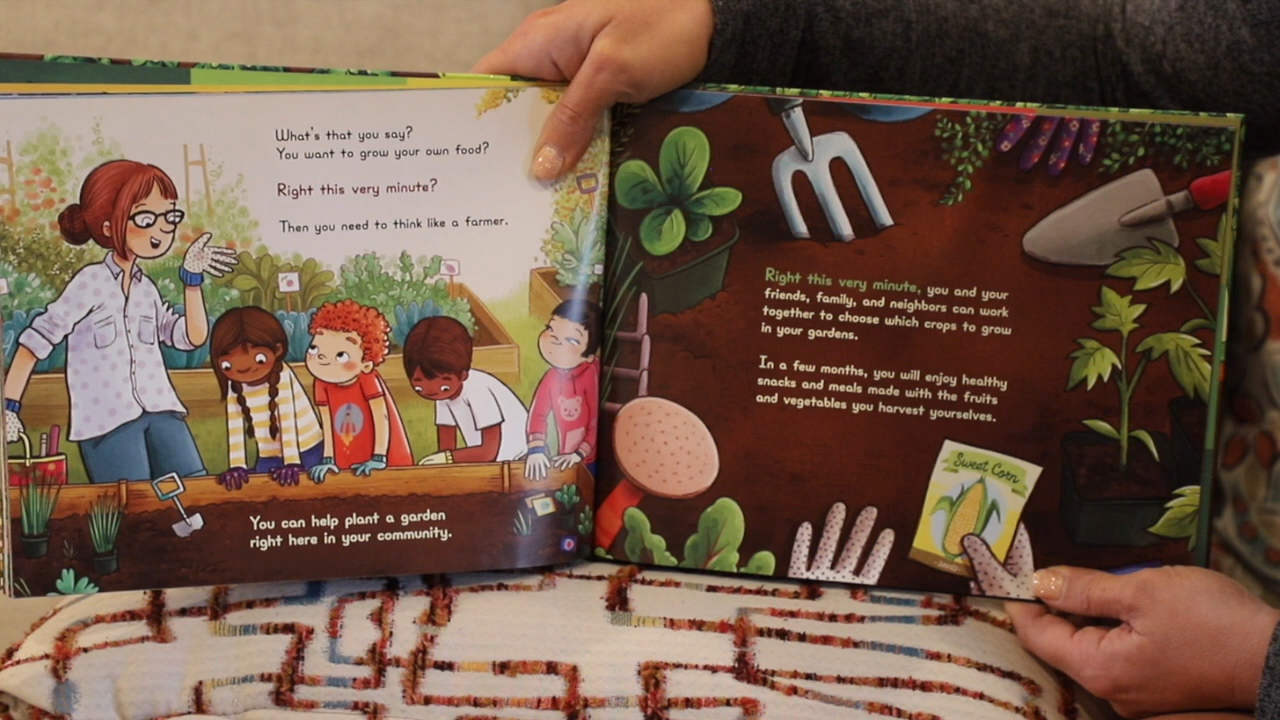 What's that you say?
You want to grow your own food?
Right this very minute?
Then you need to think like a farmer.
You can help plant a garden
right here in your community.
Right this very minute, you and your
friends, family, and neighbors can work
together to choose which crops to grow
in your gardens.
In a few months, you will enjoy healthy
snacks and meals made with the fruits
and vegetables you harvest yourselves.
Sweet Corn